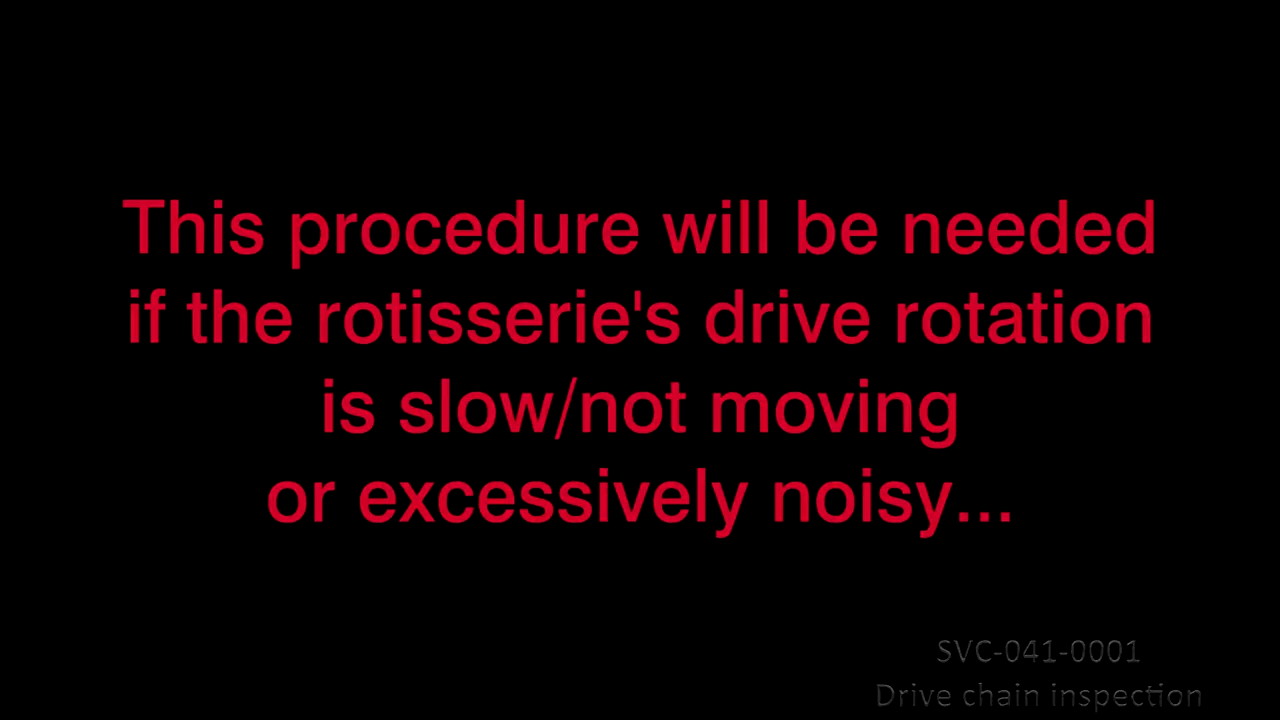 This procedure will be needed
if the rotisserie's drive rotation
is slow/not moving
or excessively noisy...
SVC-041-0001
Drive chain inspection